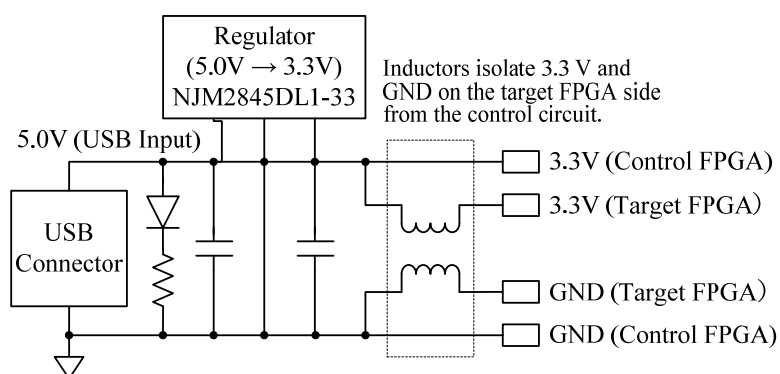 Regulator
(5.0V → 3.3V)
NJM2845DL1-33
Inductors isolate 3.3 V and
GND on the target FPGA side
from the control circuit.
5.0V (USB Input)
3.3V (Control FPGA)
3.3V (Target FPGA)
USB
Connector
GND (Target FPGA)
GND (Control FPGA)